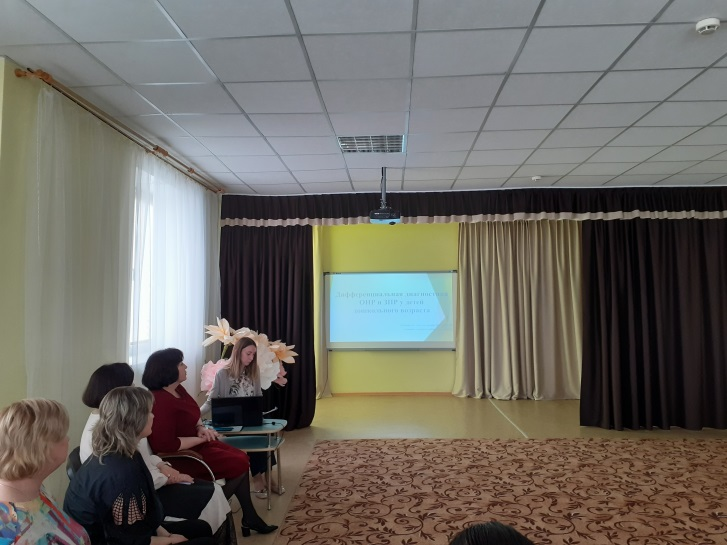 Дифференциальная диагностика
ОНР и ЗПР у детей
дошкольного возраста